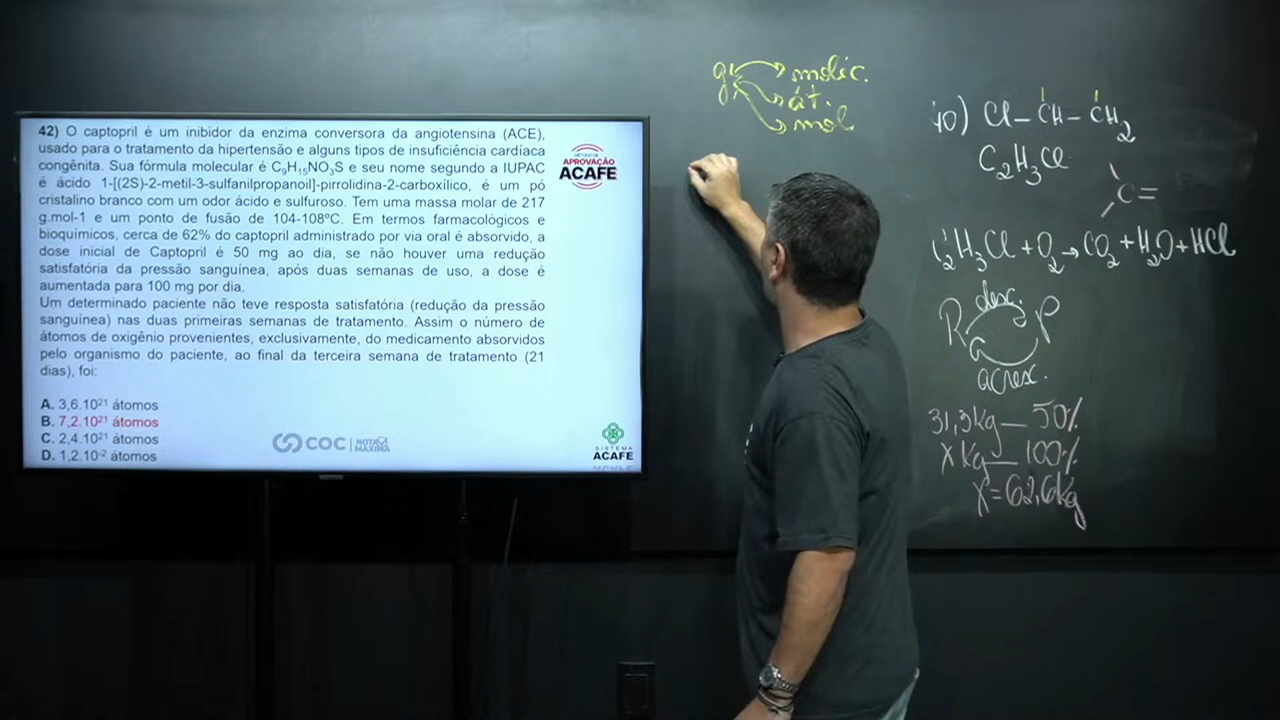 42) O captopril é um inibidor da enzima conversora da angiotensina (ACE),
usado para o tratamento da hipertensão e alguns tipos de insuficiência cardíaca
congênita. Sua fórmula molecular é C₉H₁₅NO₃S e seu nome segundo a IUPAC
é ácido 1-[(2S)-2-metil-3-sulfanilpropanoil]-pirrolidina-2-carboxílico, é um pó
cristalino branco com um odor ácido e sulfuroso. Tem uma massa molar de 217
g.mol-1 e um ponto de fusão de 104-108ºC. Em termos farmacológicos e
bioquímicos, cerca de 62% do captopril administrado por via oral é absorvido, a
dose inicial de Captopril é 50 mg ao dia, se não houver uma redução
satisfatória da pressão sanguínea, após duas semanas de uso, a dose é
aumentada para 100 mg por dia.
Um determinado paciente não teve resposta satisfatória (redução da pressão
sanguínea) nas duas primeiras semanas de tratamento. Assim o número de
átomos de oxigênio provenientes, exclusivamente, do medicamento absorvidos
pelo organismo do paciente, ao final da terceira semana de tratamento (21
dias), foi:
A. 3,6.10²¹ átomos
B. 7,2.10²¹ átomos
C. 2,4.10²¹ átomos
D. 1,2.10⁻² átomos
APROVAÇÃO
ACAFE
COC
NOTA
MÁXIMA
SISTEMA
ACAFE
g moléc.
át.
mol
40) Cl-CH-CH₂
C₂H₃Cl
C=
C₂H₃Cl+O₂→CO₂+H₂O+HCl
desc.
R P
acresc.
31,3kg — 50%
x kg — 100%
x=62,6kg